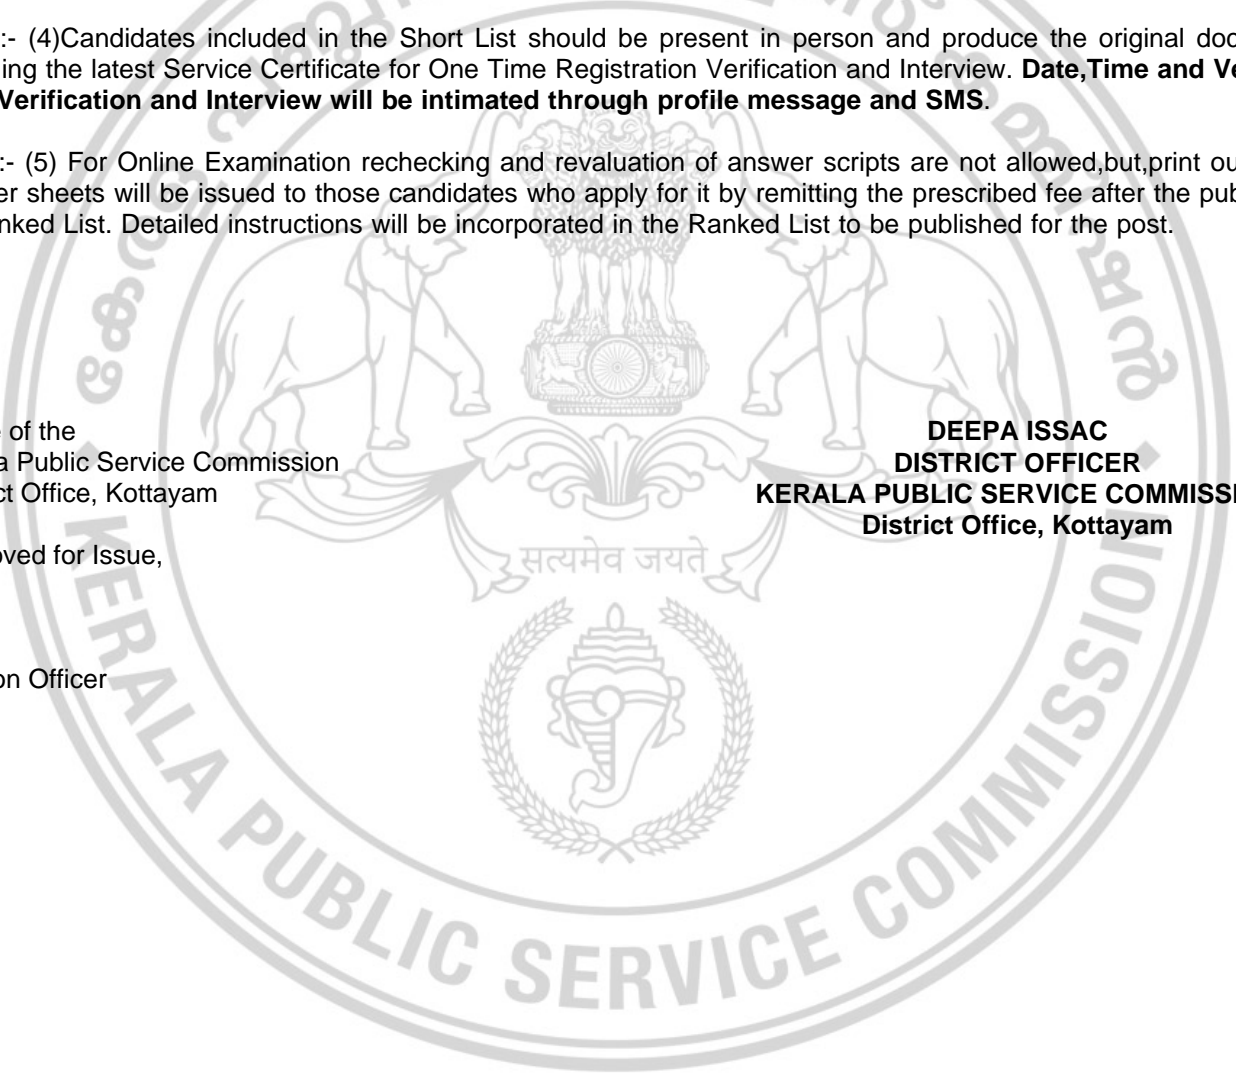 :- (4)Candidates included in the Short List should be present in person and produce the original doc
ing the latest Service Certificate for One Time Registration Verification and Interview. Date,Time and Ve
Verification and Interview will be intimated through profile message and SMS.
:- (5) For Online Examination rechecking and revaluation of answer scripts are not allowed,but,print ou
er sheets will be issued to those candidates who apply for it by remitting the prescribed fee after the pub
nked List. Detailed instructions will be incorporated in the Ranked List to be published for the post.
e of the
a Public Service Commission
ct Office, Kottayam
DEEPA ISSAC
DISTRICT OFFICER
KERALA PUBLIC SERVICE COMMISSI
District Office, Kottayam
oved for Issue,
on Officer
सत्यमेव जयते
KERALA PUBLIC SERVICE COMMISSION